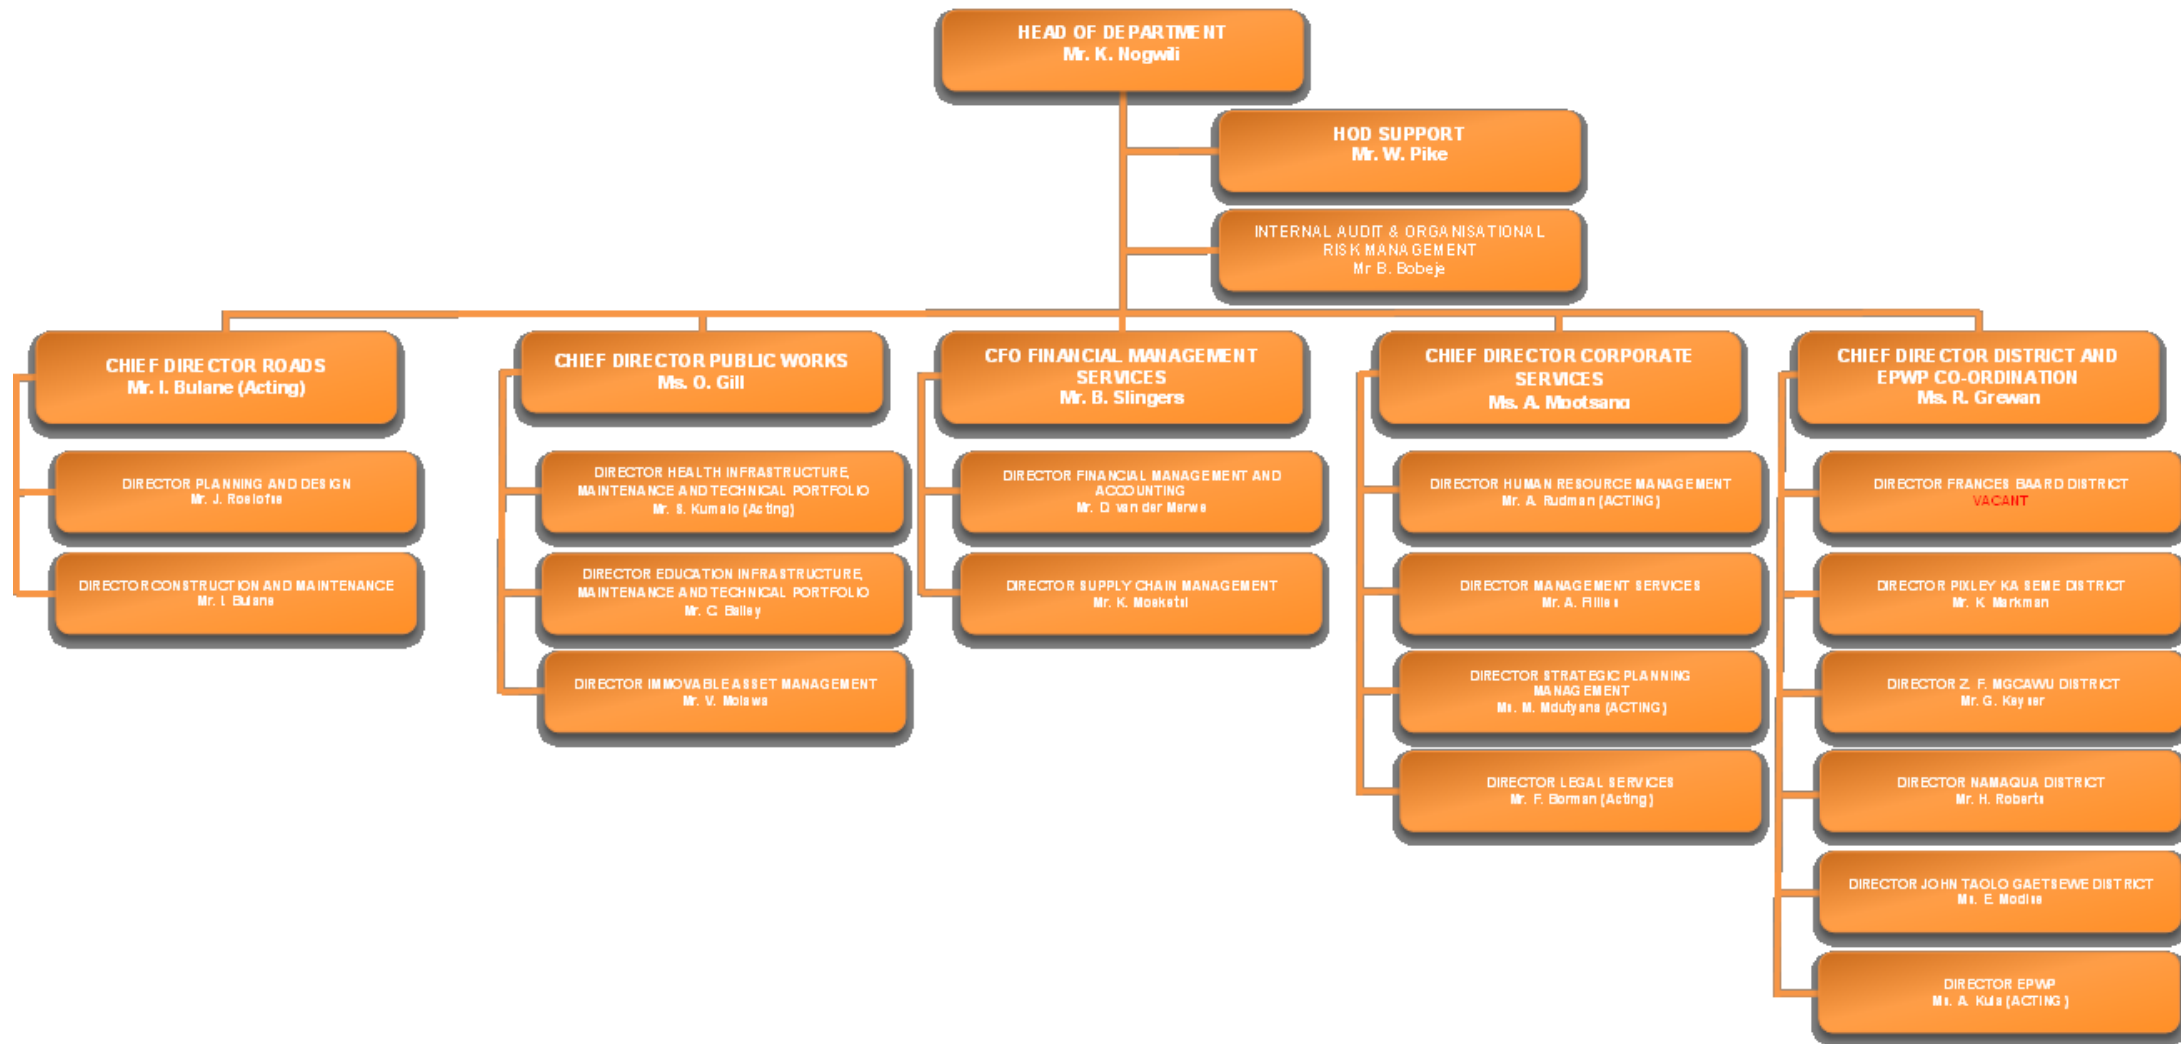 HEAD OF DEPARTMENT
Mr. K. Nogwili
HOD SUPPORT
Mr. W. Pike
INTERNAL AUDIT & ORGANISATIONAL
RISK MANAGEMENT
Mr B. Bobeje
CHIEF DIRECTOR ROADS
Mr. I. Bulane (Acting)
DIRECTOR PLANNING AND DESIGN
Mr. J. Roelofse
DIRECTOR CONSTRUCTION AND MAINTENANCE
Mr. I. Bulane
CHIEF DIRECTOR PUBLIC WORKS
Ms. O. Gill
DIRECTOR HEALTH INFRASTRUCTURE,
MAINTENANCE AND TECHNICAL PORTFOLIO
Mr. S. Kumalo (Acting)
DIRECTOR EDUCATION INFRASTRUCTURE,
MAINTENANCE AND TECHNICAL PORTFOLIO
Mr. C. Bailey
DIRECTOR IMMOVABLE ASSET MANAGEMENT
Mr. V.
CFO FINANCIAL MANAGEMENT
SERVICES
Mr. B. Slingers
DIRECTOR FINANCIAL MANAGEMENT AND
ACCOUNTING
Mr. D. van der Merwe
DIRECTOR SUPPLY CHAIN MANAGEMENT
Mr. K. Moeketsi
CHIEF DIRECTOR CORPORATE
SERVICES
Ms. A. Mpotsang
DIRECTOR HUMAN RESOURCE MANAGEMENT
Mr. A. Rudman (ACTING)
DIRECTOR MANAGEMENT SERVICES
Mr. A. Fillies
DIRECTOR STRATEGIC PLANNING
MANAGEMENT
Ms. M. Mdutyana (ACTING)
DIRECTOR LEGAL SERVICES
Mr. F. Borman (Acting)
CHIEF DIRECTOR DISTRICT AND
EPWP CO-ORDINATION
Ms. R. Grewan
DIRECTOR FRANCES BAARD DISTRICT
VACANT
DIRECTOR PIXLEY KA SEME DISTRICT
Mr. K. Markman
DIRECTOR Z. F. MGCAWU DISTRICT
Mr. G. Keyser
DIRECTOR NAMAQUA DISTRICT
Mr. H. Roberts
DIRECTOR JOHN TAOLO GAETSEWE DISTRICT
Ms. E. Modise
DIRECTOR EPWP
Ms. A. Kula (ACTING)